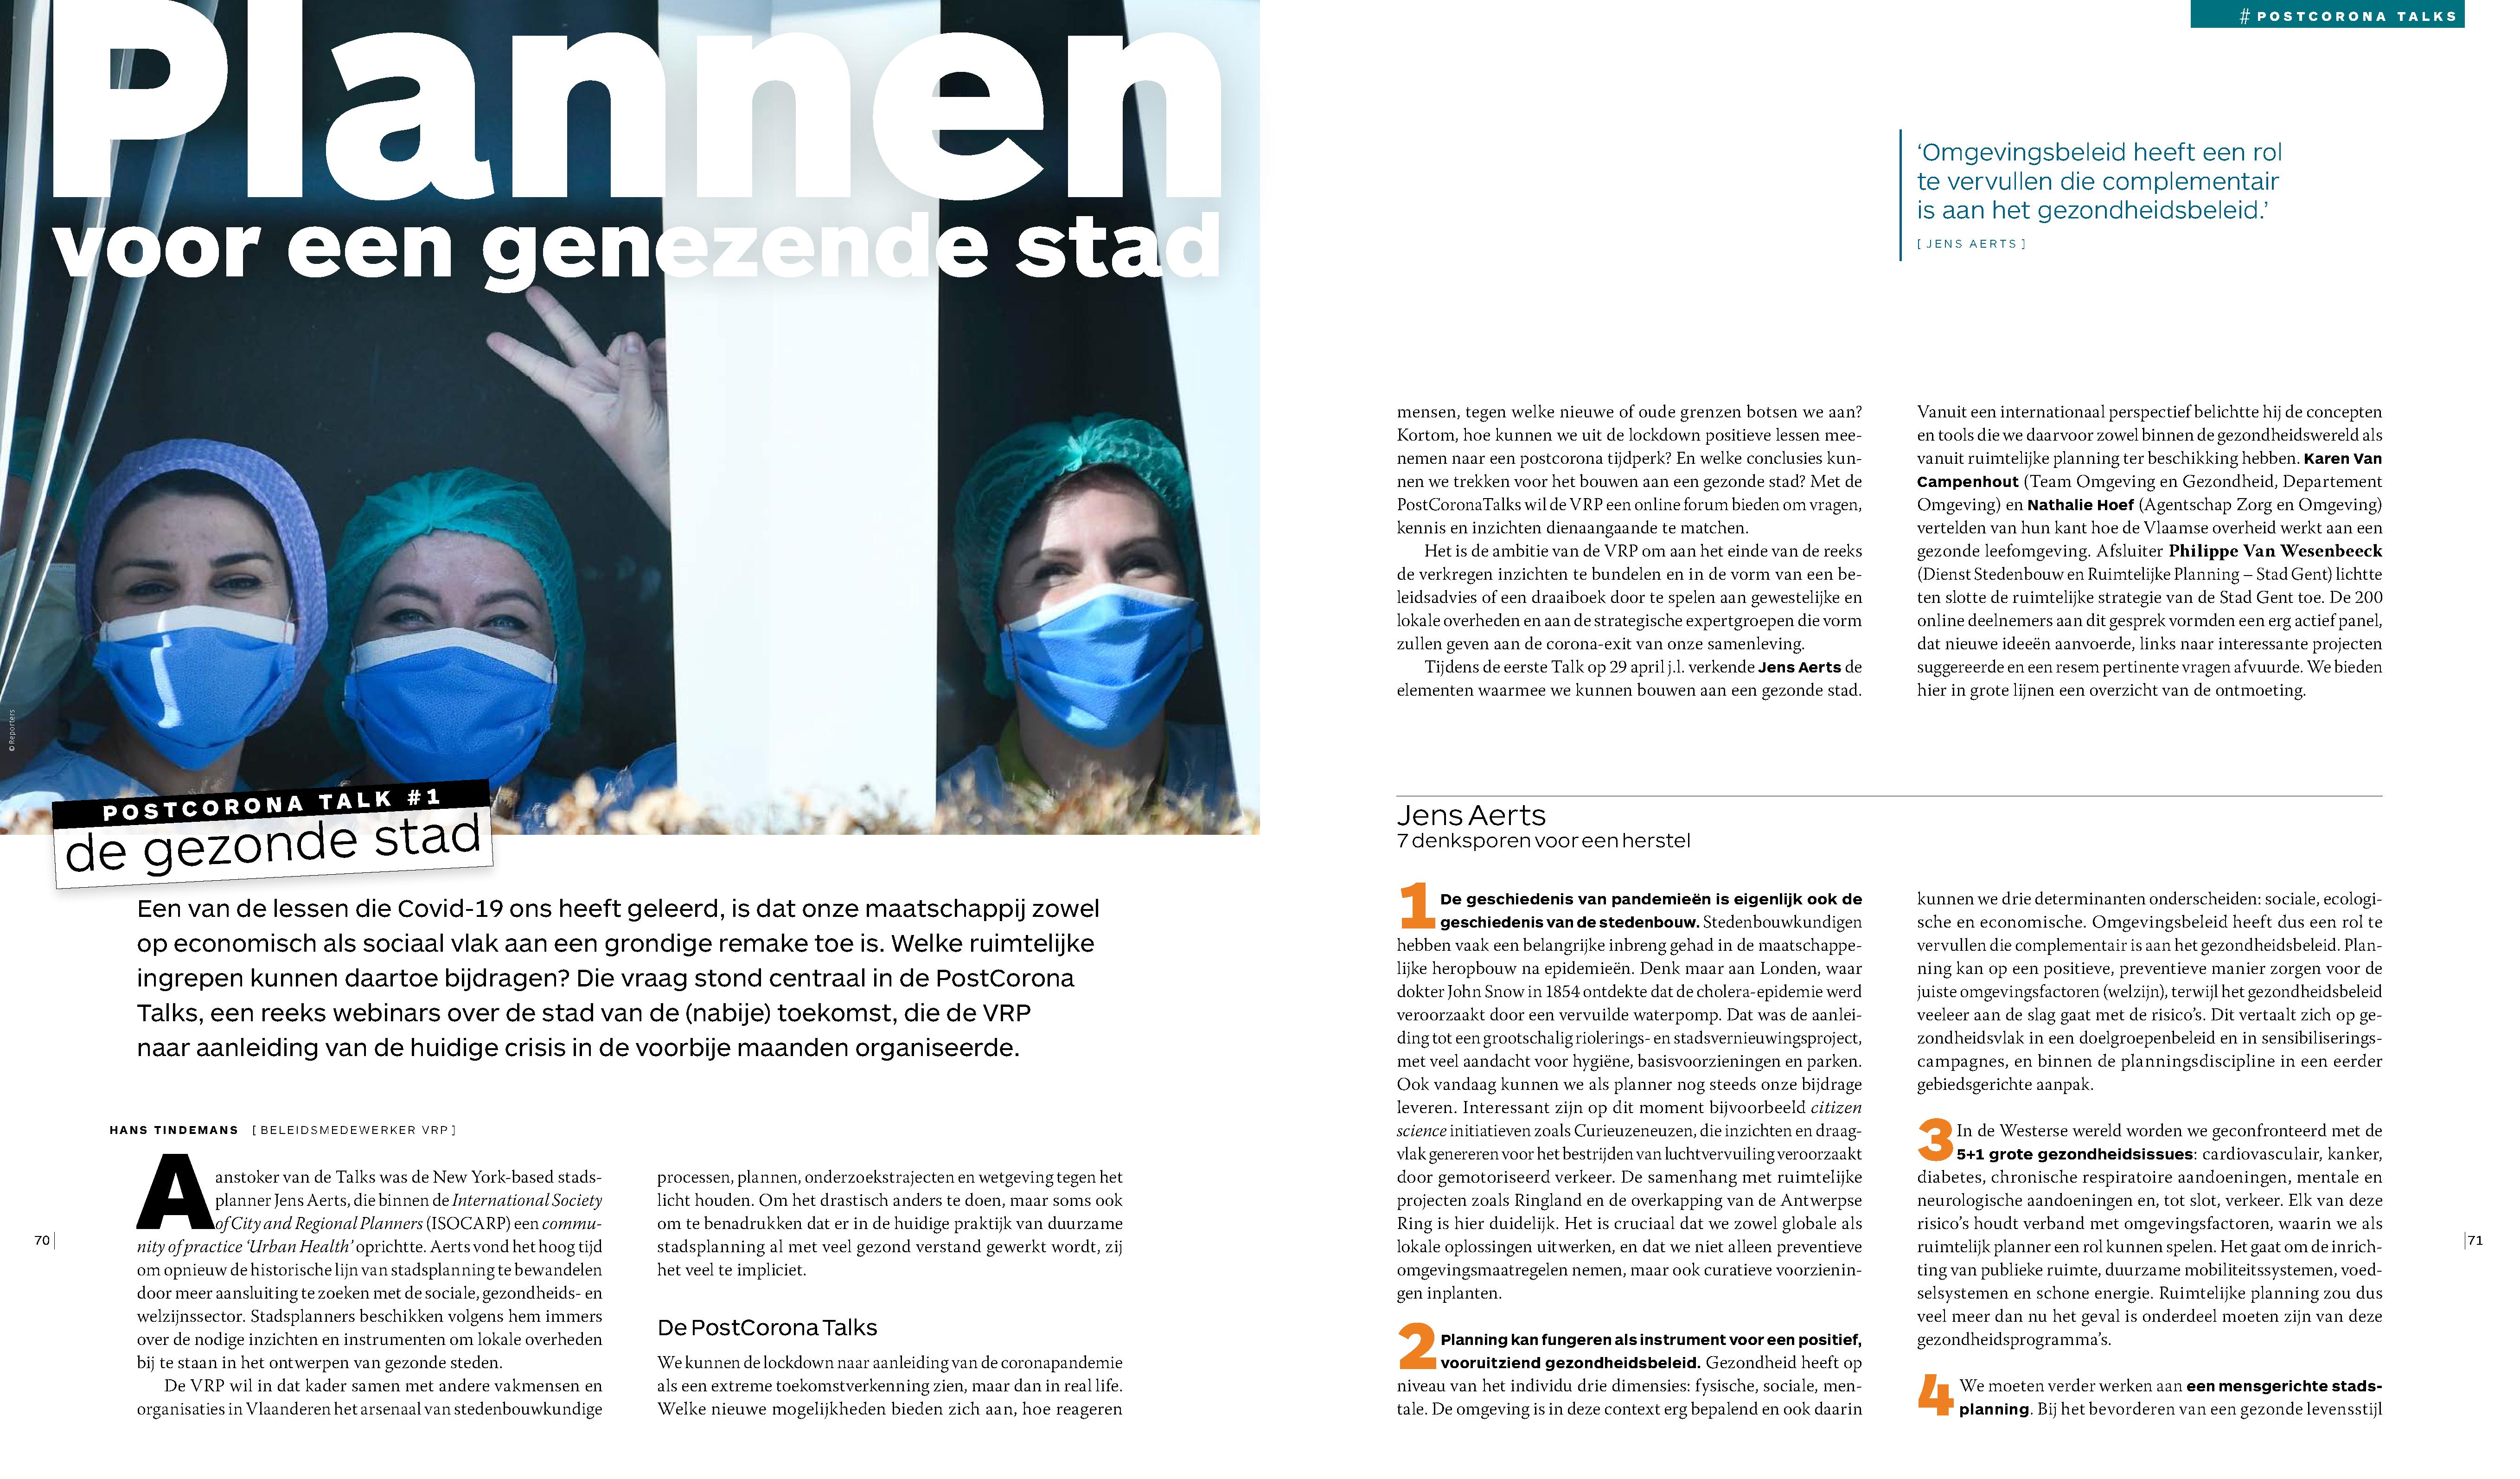 Plannen
voor een genezende stad
© Reporters
POSTCORONA TALK #1
de gezonde stad
Een van de lessen die Covid-19 ons heeft geleerd, is dat onze maatschappij zowel
op economisch als sociaal vlak aan een grondige remake toe is. Welke ruimtelijke
ingrepen kunnen daartoe bijdragen? Die vraag stond centraal in de PostCorona
Talks, een reeks webinars over de stad van de (nabije) toekomst, die de VRP
naar aanleiding van de huidige crisis in de voorbije maanden organiseerde.
HANS TINDEMANS [ BELEIDSMEDEWERKER VRP ]
Aanstoker van de Talks was de New York-based stads-
planner Jens Aerts, die binnen de International Society
of City and Regional Planners (ISOCARP) een commu-
nity of practice ‘Urban Health’ oprichtte. Aerts vond het hoog tijd
om opnieuw de historische lijn van stadsplanning te bewandelen
door meer aansluiting te zoeken met de sociale, gezondheids- en
welzijnssector. Stadsplanners beschikken volgens hem immers
over de nodige inzichten en instrumenten om lokale overheden
bij te staan in het ontwerpen van gezonde steden.
De VRP wil in dat kader samen met andere vakmensen en
organisaties in Vlaanderen het arsenaal van stedenbouwkundige
processen, plannen, onderzoekstrajecten en wetgeving tegen het
licht houden. Om het drastisch anders te doen, maar soms ook
om te benadrukken dat er in de huidige praktijk van duurzame
stadsplanning al met veel gezond verstand gewerkt wordt, zij
het veel te impliciet.
De PostCorona Talks
We kunnen de lockdown naar aanleiding van de coronapandemie
als een extreme toekomstverkenning zien, maar dan in real life.
Welke nieuwe mogelijkheden bieden zich aan, hoe reageren
70
# POSTCORONA TALKS
‘Omgevingsbeleid heeft een rol
te vervullen die complementair
is aan het gezondheidsbeleid.’
[ JENS AERTS ]
mensen, tegen welke nieuwe of oude grenzen botsen we aan?
Kortom, hoe kunnen we uit de lockdown positieve lessen mee-
nemen naar een postcorona tijdperk? En welke conclusies kun-
nen we trekken voor het bouwen aan een gezonde stad? Met de
PostCoronaTalks wil de VRP een online forum bieden om vragen,
kennis en inzichten dienaangaande te matchen.
Het is de ambitie van de VRP om aan het einde van de reeks
de verkregen inzichten te bundelen en in de vorm van een be-
leidsadvies of een draaiboek door te spelen aan gewestelijke en
lokale overheden en aan de strategische expertgroepen die vorm
zullen geven aan de corona-exit van onze samenleving.
Tijdens de eerste Talk op 29 april j.l. verkende Jens Aerts de
elementen waarmee we kunnen bouwen aan een gezonde stad.
Vanuit een internationaal perspectief belichtte hij de concepten
en tools die we daarvoor zowel binnen de gezondheidswereld als
vanuit ruimtelijke planning ter beschikking hebben. Karen Van
Campenhout (Team Omgeving en Gezondheid, Departement
Omgeving) en Nathalie Hoef (Agentschap Zorg en Omgeving)
vertelden van hun kant hoe de Vlaamse overheid werkt aan een
gezonde leefomgeving. Afsluiter Philippe Van Wesenbeeck
(Dienst Stedenbouw en Ruimtelijke Planning – Stad Gent) lichtte
ten slotte de ruimtelijke strategie van de Stad Gent toe. De 200
online deelnemers aan dit gesprek vormden een erg actief panel,
dat nieuwe ideeën aanvoerde, links naar interessante projecten
suggereerde en een resem pertinente vragen afvuurde. We bieden
hier in grote lijnen een overzicht van de ontmoeting.
Jens Aerts
7 denksporen voor een herstel
1 De geschiedenis van pandemieën is eigenlijk ook de
geschiedenis van de stedenbouw. Stedenbouwkundigen
hebben vaak een belangrijke inbreng gehad in de maatschappe-
lijke heropbouw na epidemieën. Denk maar aan Londen, waar
dokter John Snow in 1854 ontdekte dat de cholera-epidemie werd
veroorzaakt door een vervuilde waterpomp. Dat was de aanlei-
ding tot een grootschalig riolerings- en stadsvernieuwingsproject,
met veel aandacht voor hygiëne, basisvoorzieningen en parken.
Ook vandaag kunnen we als planner nog steeds onze bijdrage
leveren. Interessant zijn op dit moment bijvoorbeeld citizen
science initiatieven zoals Curieuzeneuzen, die inzichten en draag-
vlak genereren voor het bestrijden van luchtvervuiling veroorzaakt
door gemotoriseerd verkeer. De samenhang met ruimtelijke
projecten zoals Ringland en de overkapping van de Antwerpse
Ring is hier duidelijk. Het is cruciaal dat we zowel globale als
lokale oplossingen uitwerken, en dat we niet alleen preventieve
omgevingsmaatregelen nemen, maar ook curatieve voorzienin-
gen inplanten.
2 Planning kan fungeren als instrument voor een positief,
vooruitziend gezondheidsbeleid. Gezondheid heeft op
niveau van het individu drie dimensies: fysische, sociale, men-
tale. De omgeving is in deze context erg bepalend en ook daarin
kunnen we drie determinanten onderscheiden: sociale, ecologi-
sche en economische. Omgevingsbeleid heeft dus een rol te
vervullen die complementair is aan het gezondheidsbeleid. Plan-
ning kan op een positieve, preventieve manier zorgen voor de
juiste omgevingsfactoren (welzijn), terwijl het gezondheidsbeleid
veeleer aan de slag gaat met de risico’s. Dit vertaalt zich op ge-
zondheidsvlak in een doelgroepenbeleid en in sensibiliserings-
campagnes, en binnen de planningsdiscipline in een eerder
gebiedsgerichte aanpak.
3 In de Westerse wereld worden we geconfronteerd met de
5+1 grote gezondheidsissues: cardiovasculair, kanker,
diabetes, chronische respiratoire aandoeningen, mentale en
neurologische aandoeningen en, tot slot, verkeer. Elk van deze
risico’s houdt verband met omgevingsfactoren, waarin we als
ruimtelijk planner een rol kunnen spelen. Het gaat om de inrich-
ting van publieke ruimte, duurzame mobiliteitssystemen, voed-
selsystemen en schone energie. Ruimtelijke planning zou dus
veel meer dan nu het geval is onderdeel moeten zijn van deze
gezondheidsprogramma’s.
4 We moeten verder werken aan een mensgerichte stads-
planning. Bij het bevorderen van een gezonde levensstijl
71